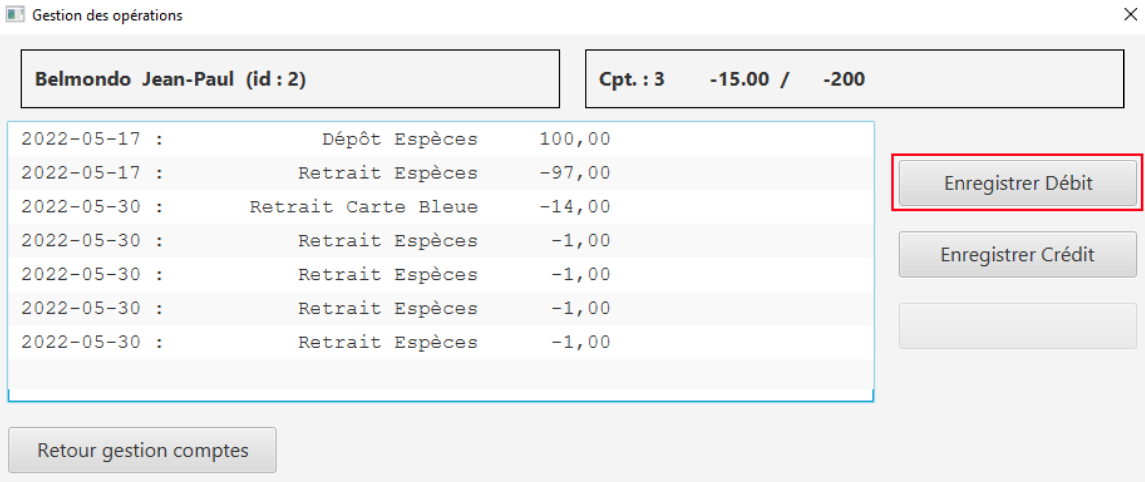 Gestion des opérations
Belmondo Jean-Paul (id : 2)
Cpt. : 3 -15.00 / -200
2022-05-17 : Dépôt Espèces 100,00
2022-05-17 : Retrait Espèces -97,00
2022-05-30 : Retrait Carte Bleue -14,00
2022-05-30 : Retrait Espèces -1,00
2022-05-30 : Retrait Espèces -1,00
2022-05-30 : Retrait Espèces -1,00
2022-05-30 : Retrait Espèces -1,00
Enregistrer Débit
Enregistrer Crédit
Retour gestion comptes